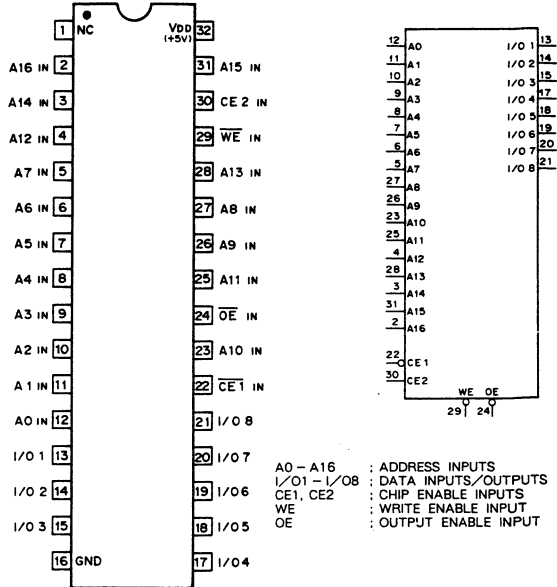 1 NC VDD (+5V) 32
A16 IN 2 31 A15 IN
A14 IN 3 30 CE 2 IN
A12 IN 4 29 WE IN
A7 IN 5 28 A13 IN
A6 IN 6 27 A8 IN
A5 IN 7 26 A9 IN
A4 IN 8 25 A11 IN
A3 IN 9 24 OE IN
A2 IN 10 23 A10 IN
A1 IN 11 22 CE1 IN
A0 IN 12 21 I/O 8
I/O 1 13 20 I/O 7
I/O 2 14 19 I/O 6
I/O 3 15 18 I/O 5
16 GND 17 I/O 4
12 A0 I/O 1 13
11 A1 I/O 2 14
10 A2 I/O 3 15
9 A3 I/O 4 17
8 A4 I/O 5 18
7 A5 I/O 6 19
6 A6 I/O 7 20
5 A7 I/O 8 21
27 A8
26 A9
23 A10
25 A11
4 A12
28 A13
3 A14
31 A15
2 A16
22 CE1
30 CE2
WE OE
29 24
A0 - A16 : ADDRESS INPUTS
I/O1 - I/O8 : DATA INPUTS/OUTPUTS
CE1, CE2 : CHIP ENABLE INPUTS
WE : WRITE ENABLE INPUT
OE : OUTPUT ENABLE INPUT